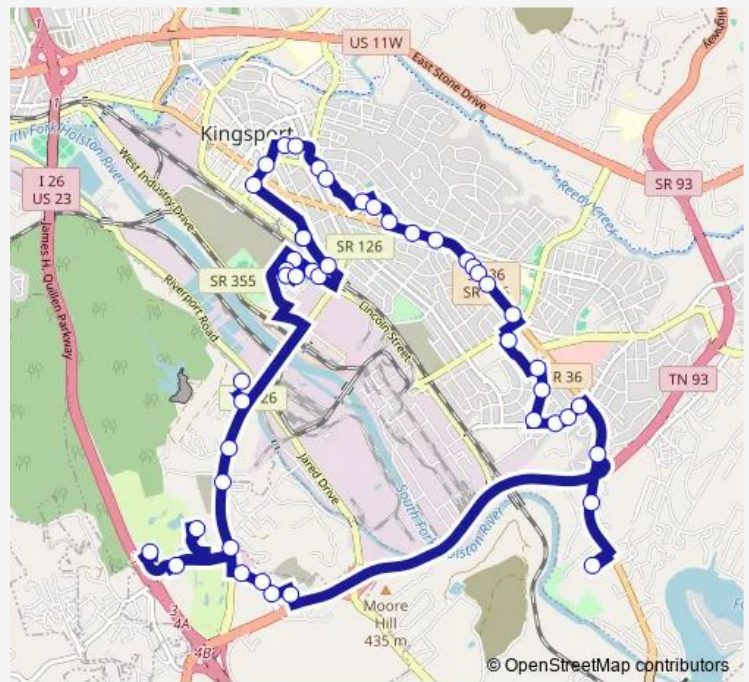 1
US 11W
Highway
East Stone Drive
1
Kingsport
South Fork Holston River
West Industry Drive
Reedy Creek
SR 93
I 26
US 23
SR 126
SR 355
36
SR
James H. Quillen Parkway
Riverport Road
Lincoln Street
R 36
TN 93
26
Jared Drive
South Fork
Holston River
Moore
Hill
435 m
3
4A
4B
© OpenStreetMap contributors